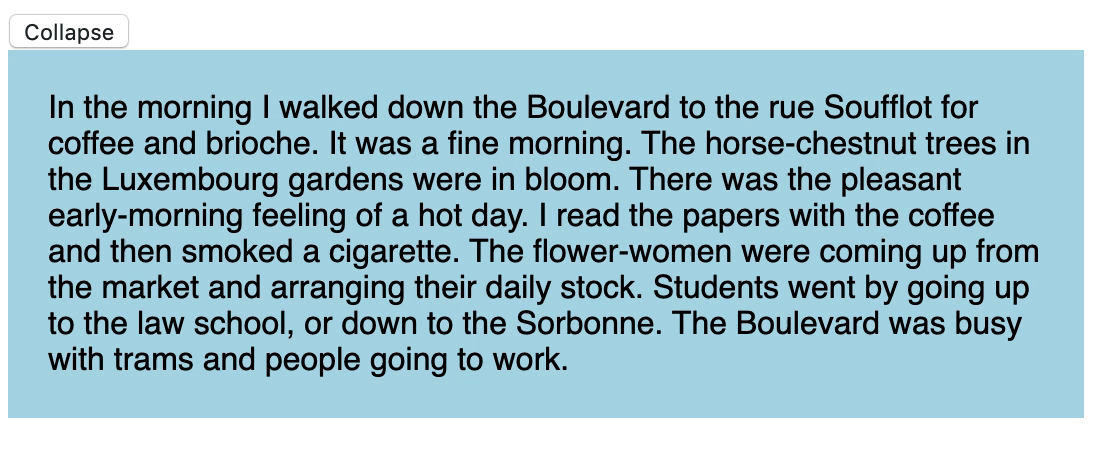 Collapse
In the morning I walked down the Boulevard to the rue Soufflot for
coffee and brioche. It was a fine morning. The horse-chestnut trees in
the Luxembourg gardens were in bloom. There was the pleasant
early-morning feeling of a hot day. I read the papers with the coffee
and then smoked a cigarette. The flower-women were coming up from
the market and arranging their daily stock. Students went by going up
to the law school, or down to the Sorbonne. The Boulevard was busy
with trams and people going to work.